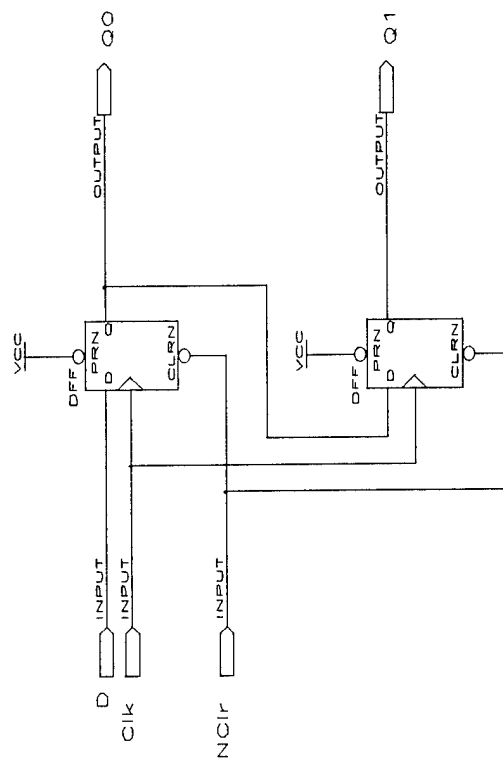 VCC
DFF
PRN
D
Q
CLRN
D
INPUT
Clk
INPUT
NClr
INPUT
OUTPUT
Q0
VCC
DFF
PRN
D
Q
CLRN
OUTPUT
Q1